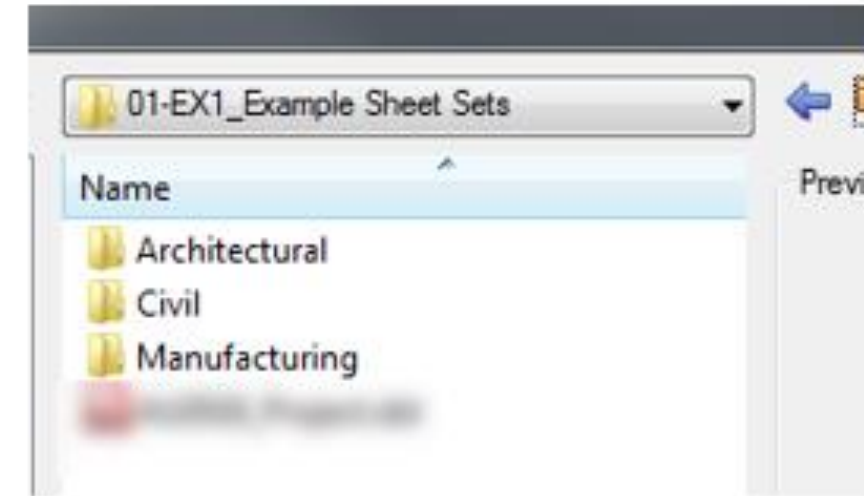 01-EX1_Example Sheet Sets
Previ
Name
Architectural
Civil
Manufacturing